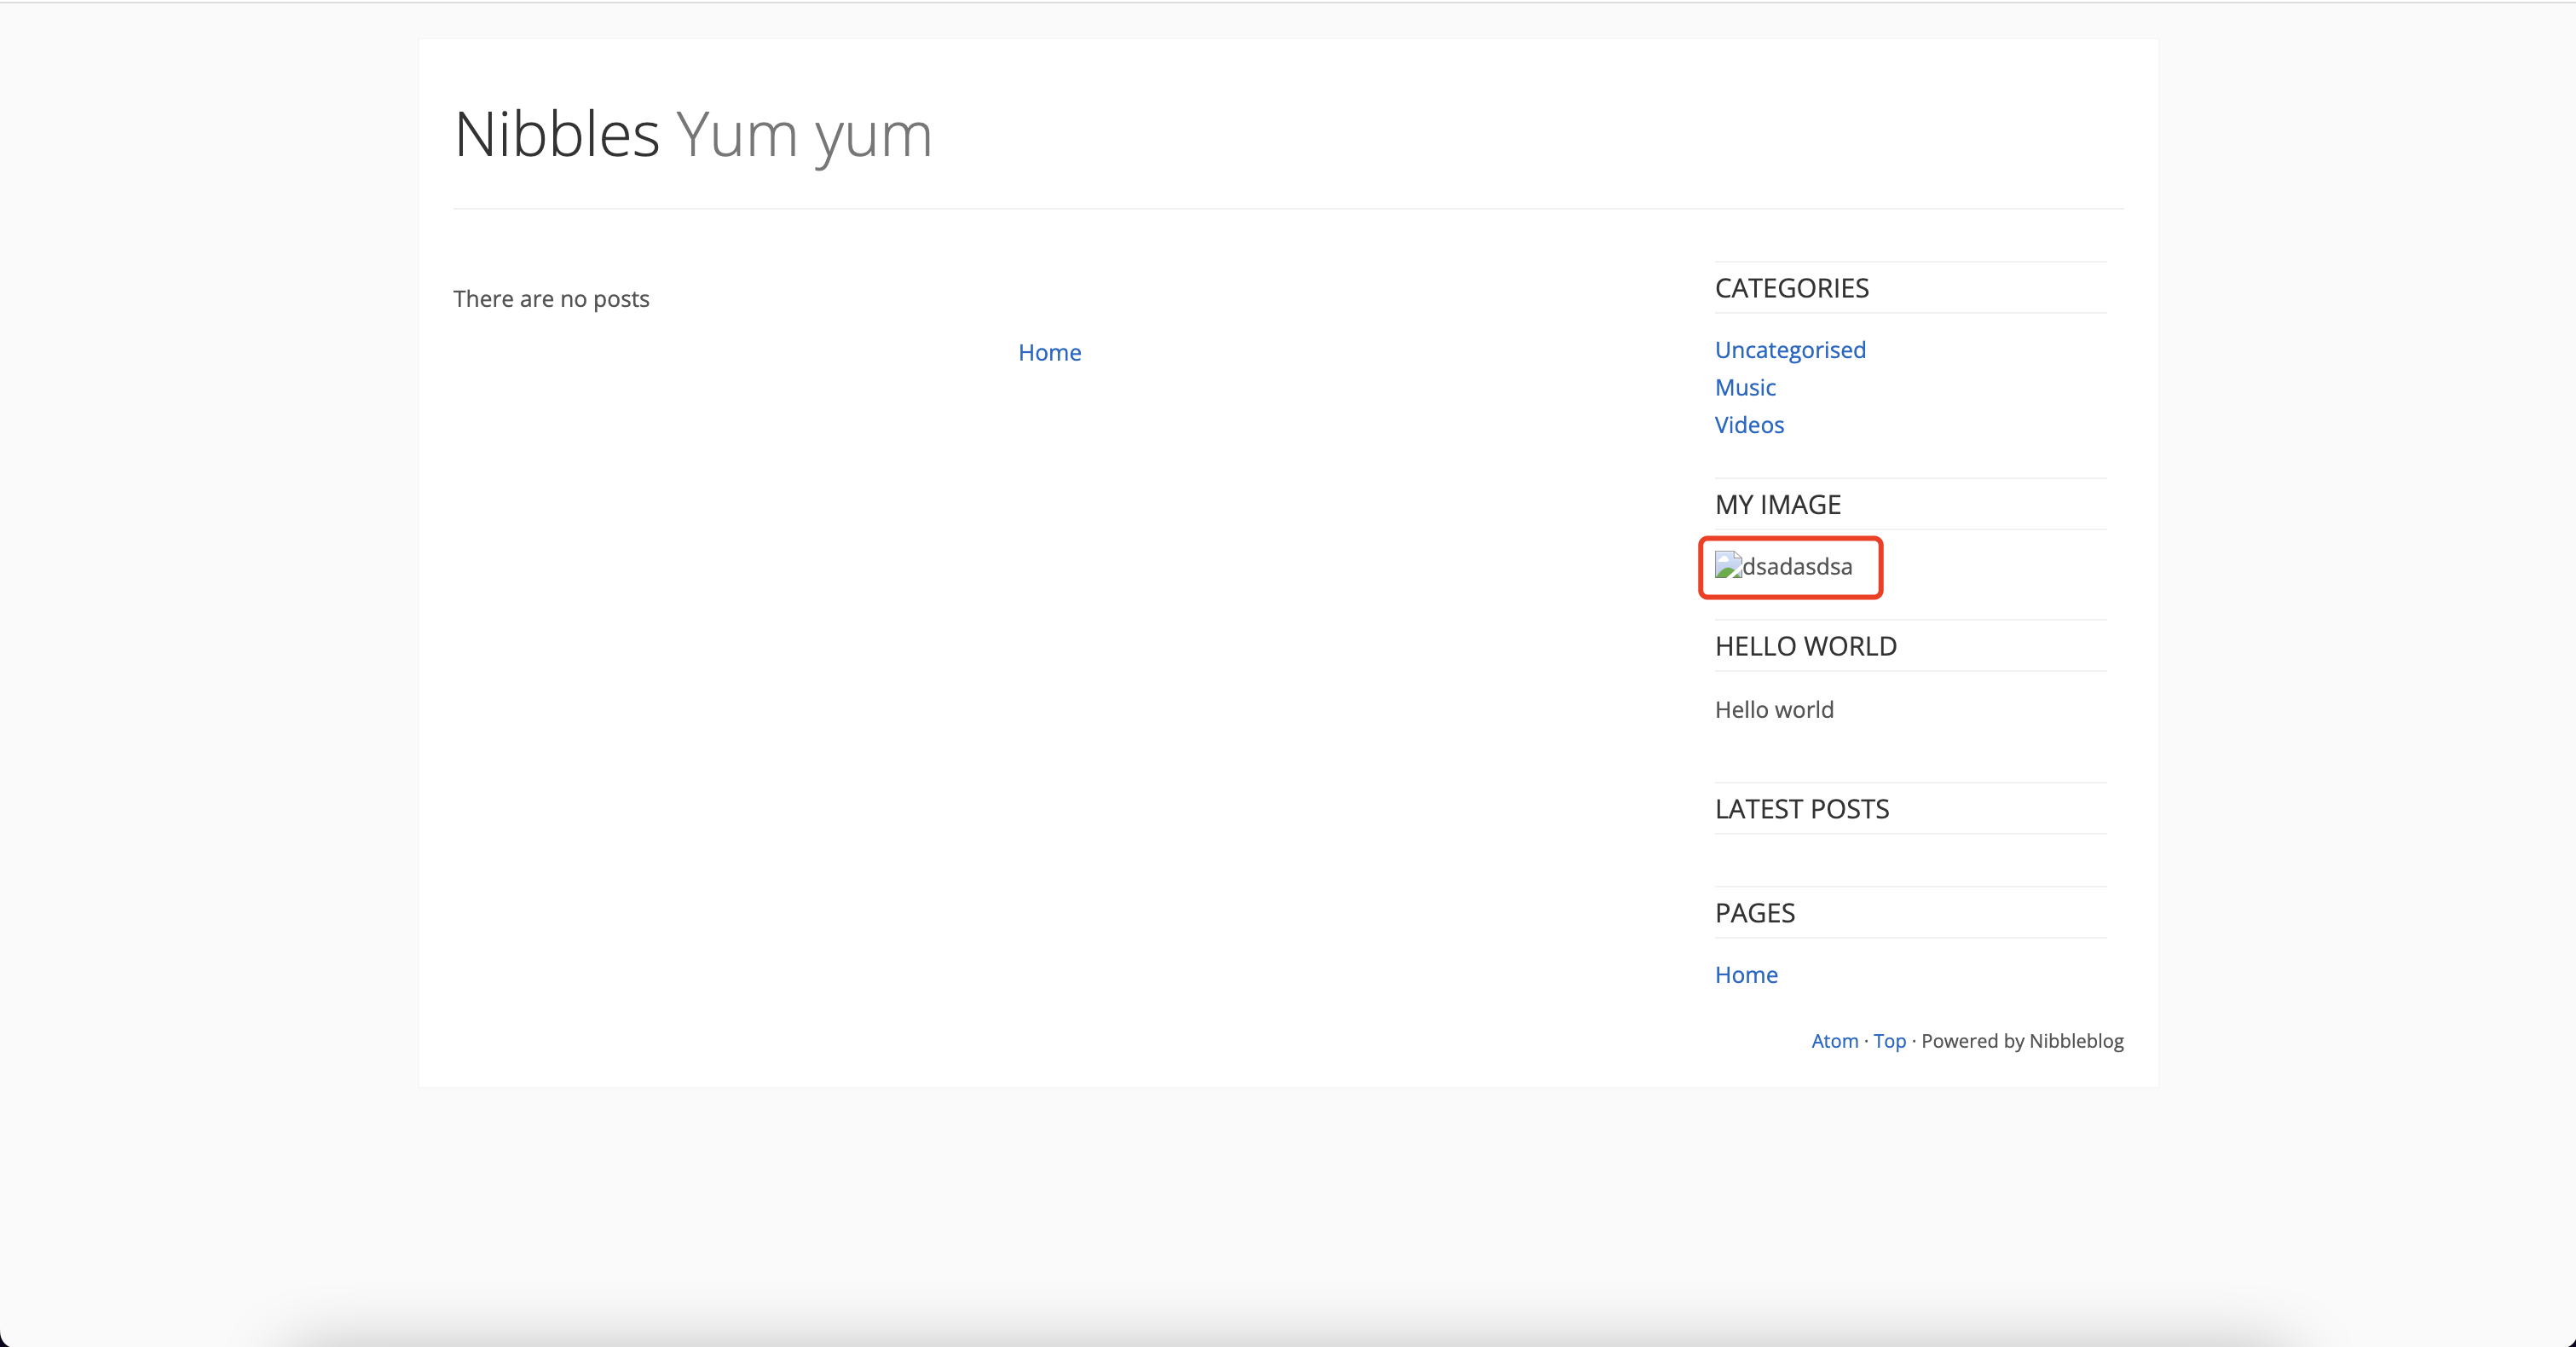 Nibbles Yum yum
There are no posts
Home
CATEGORIES
Uncategorised
Music
Videos
MY IMAGE
dsadasdsa
HELLO WORLD
Hello world
LATEST POSTS
PAGES
Home
Atom · Top · Powered by Nibbleblog